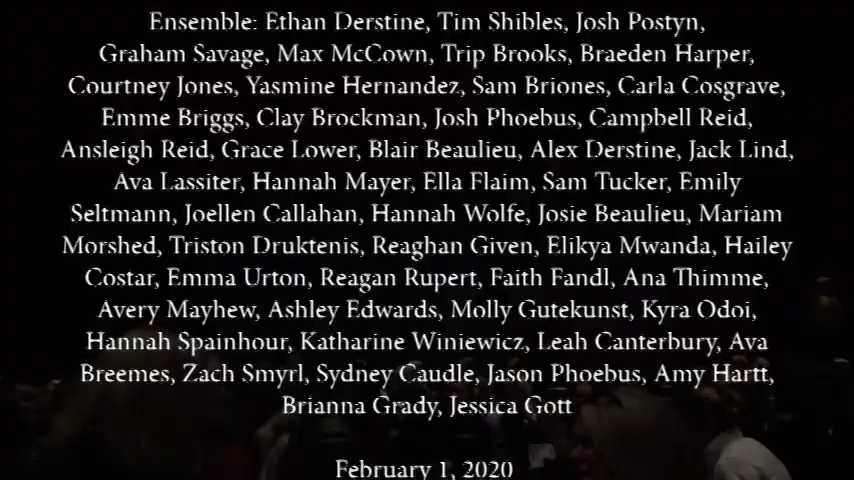 Ensemble: Ethan Derstine, Tim Shibles, Josh Postyn,
Graham Savage, Max McCown, Trip Brooks, Braeden Harper,
Courtney Jones, Yasmine Hernandez, Sam Briones, Carla Cosgrave,
Emme Briggs, Clay Brockman, Josh Phoebus, Campbell Reid,
Ansleigh Reid, Grace Lower, Blair Beaulieu, Alex Derstine, Jack Lind,
Ava Lassiter, Hannah Mayer, Ella Flaim, Sam Tucker, Emily
Seltmann, Joellen Callahan, Hannah Wolfe, Josie Beaulieu, Mariam
Morshed, Triston Druktenis, Reaghan Given, Elikya Mwanda, Hailey
Costar, Emma Urton, Reagan Rupert, Faith Fandl, Ana Thimme,
Avery Mayhew, Ashley Edwards, Molly Gutekunst, Kyra Odoi,
Hannah Spainhour, Katharine Winiewicz, Leah Canterbury, Ava
Breemes, Zach Smyrl, Sydney Caudle, Jason Phoebus, Amy Hartt,
Brianna Grady, Jessica Gott
February 1, 2020